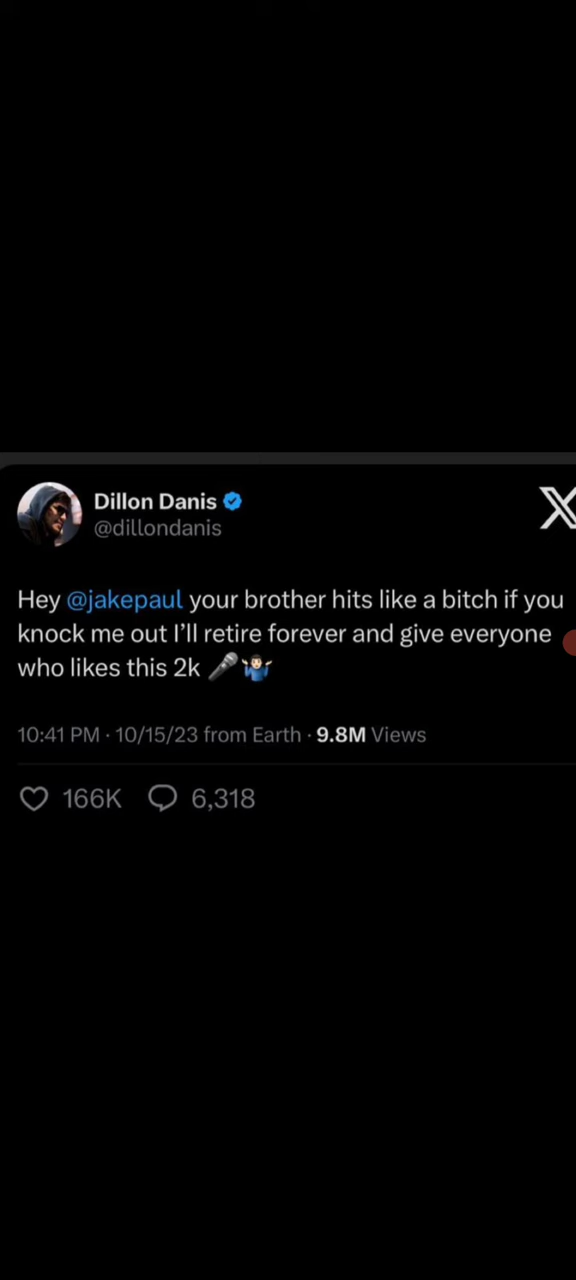 Dillon Danis
@dillondanis
Hey @jakepaul your brother hits like a bitch if you
knock me out I’ll retire forever and give everyone
who likes this 2k 🎤🤷🏻‍♂️
10:41 PM · 10/15/23 from Earth · 9.8M Views
166K 6,318